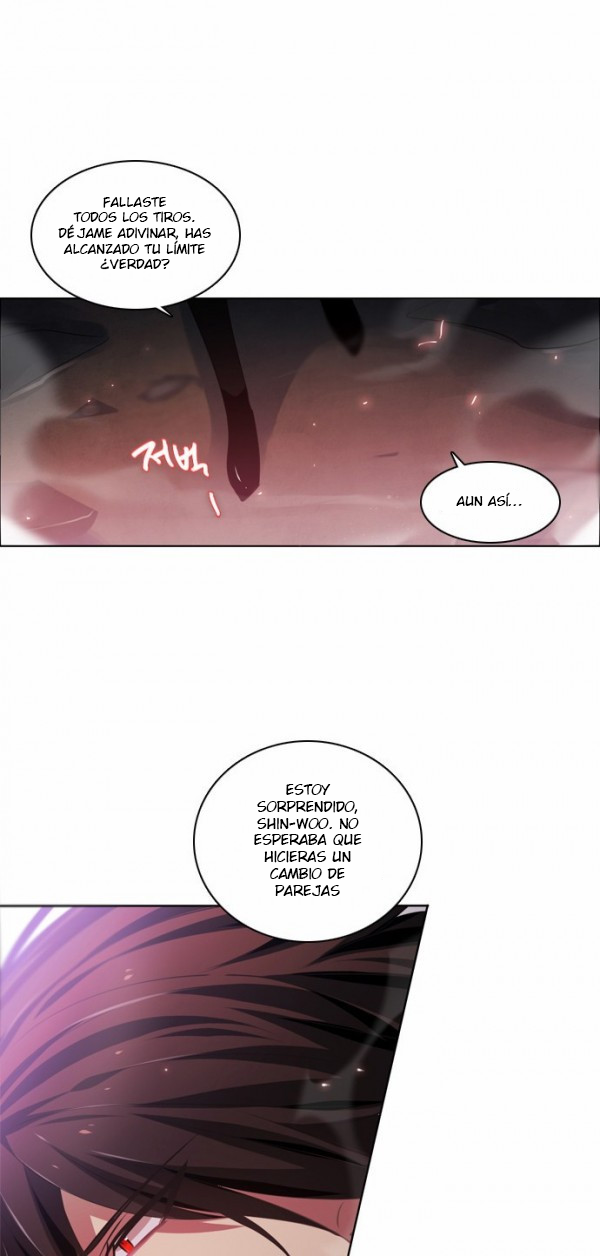 FALLASTE
TODOS LOS TIROS.
DÉJAME ADIVINAR, HAS
ALCANZADO TU LÍMITE
¿VERDAD?
저벅
AUN ASÍ...
ESTOY
SORPRENDIDO,
SHIN-WOO. NO
ESPERABA QUE
HICIERAS UN
CAMBIO DE
PAREJAS